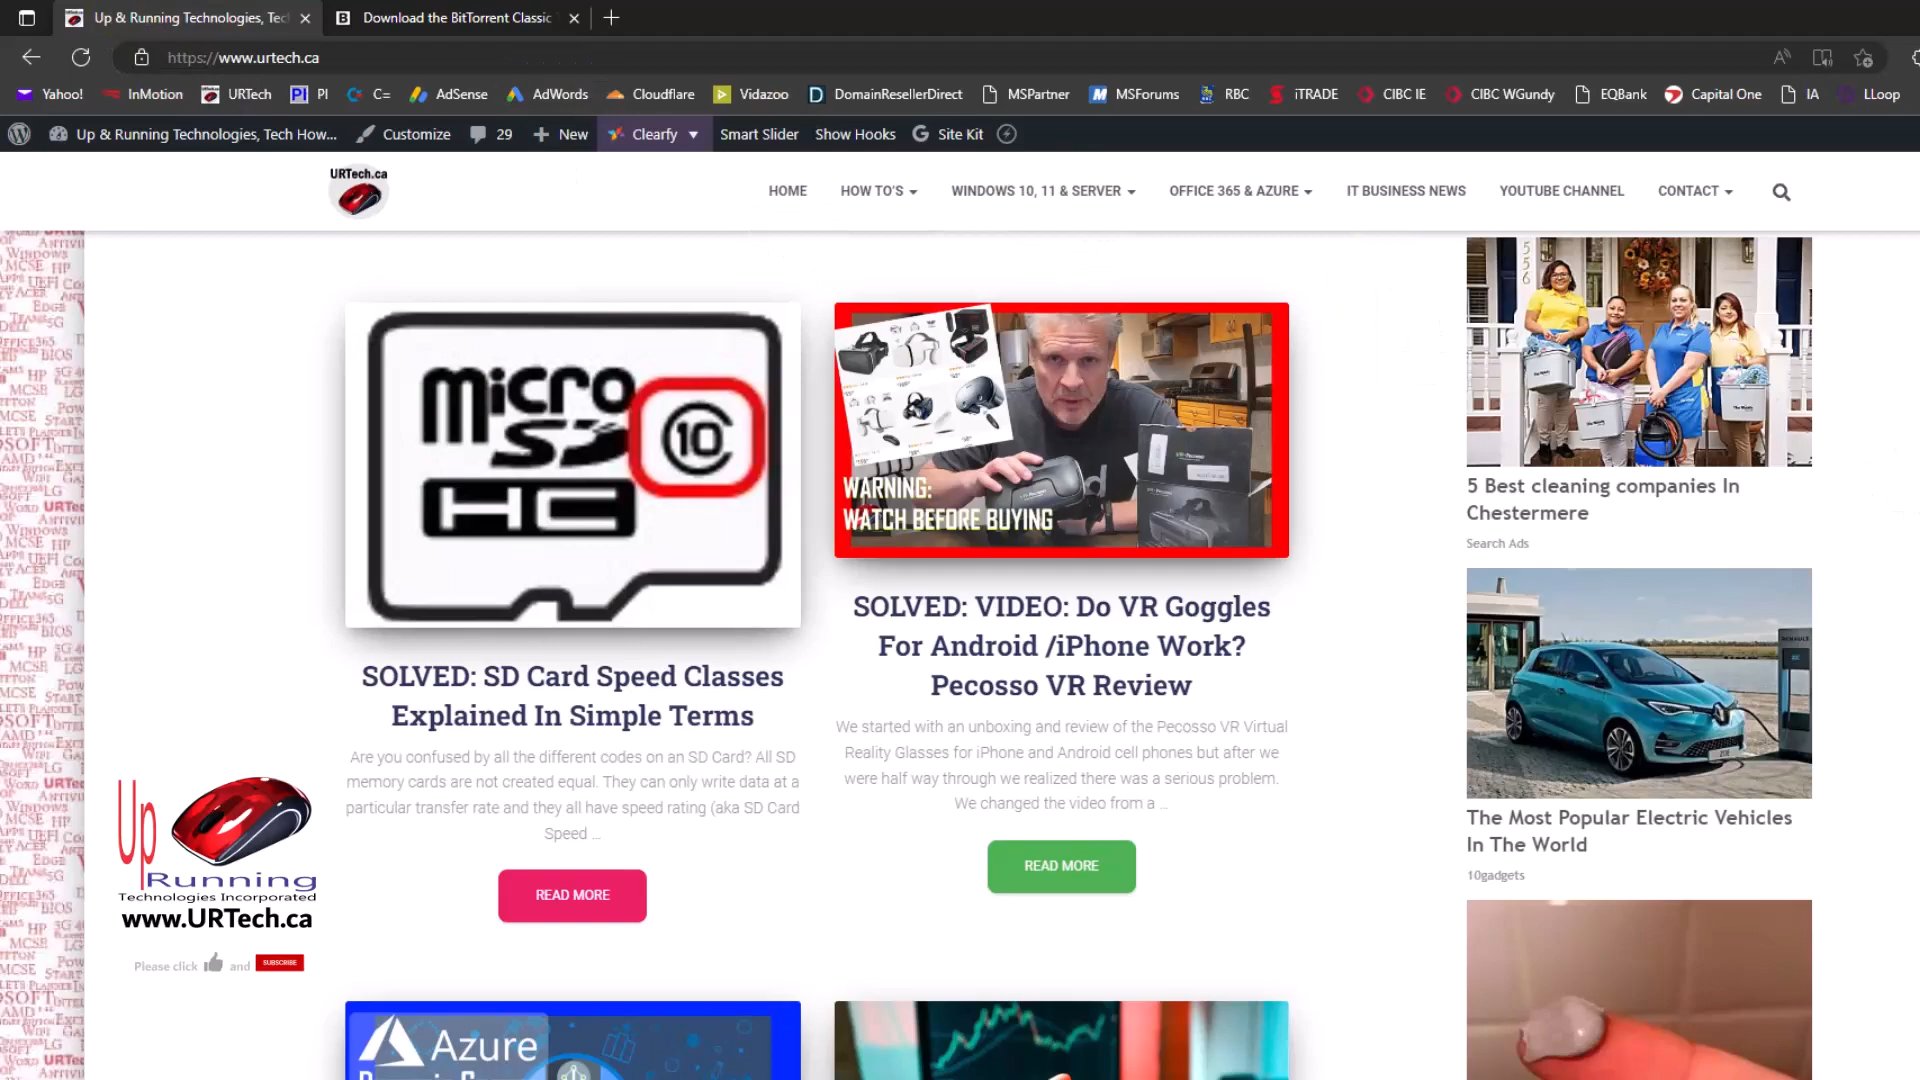 Up & Running Technologies, Tec
Download the BitTorrent Classic
https://www.urtech.ca
Yahoo!
InMotion
URTech
PI PI
C=
AdSense
AdWords
Cloudflare
Vidazoo
DomainResellerDirect
MSPartner
MSForums
RBC
iTRADE
CIBC IE
CIBC WGundy
EQBank
Capital One
IA
LLoop
Up & Running Technologies, Tech How...
Customize
29
New
Clearfy
Smart Slider
Show Hooks
Site Kit
URTech.ca
HOME
HOW TO'S
WINDOWS 10, 11 & SERVER
OFFICE 365 & AZURE
IT BUSINESS NEWS
YOUTUBE CHANNEL
CONTACT
micro
SD
10
HC
SOLVED: SD Card Speed Classes
Explained In Simple Terms
Are you confused by all the different codes on an SD Card? All SD
memory cards are not created equal. They can only write data at a
particular transfer rate and they all have speed rating (aka SD Card
Speed ...
READ MORE
WARNING:
WATCH BEFORE BUYING
SOLVED: VIDEO: Do VR Goggles
For Android /iPhone Work?
Pecosso VR Review
We started with an unboxing and review of the Pecosso VR Virtual
Reality Glasses for iPhone and Android cell phones but after we
were half way through we realized there was a serious problem.
We changed the video from a ...
READ MORE
556
5 Best cleaning companies In
Chestermere
Search Ads
RENAULT
The Most Popular Electric Vehicles
In The World
10gadgets
Up
Running
Technologies Incorporated
www.URTech.ca
Please click and SUBSCRIBE
Azure